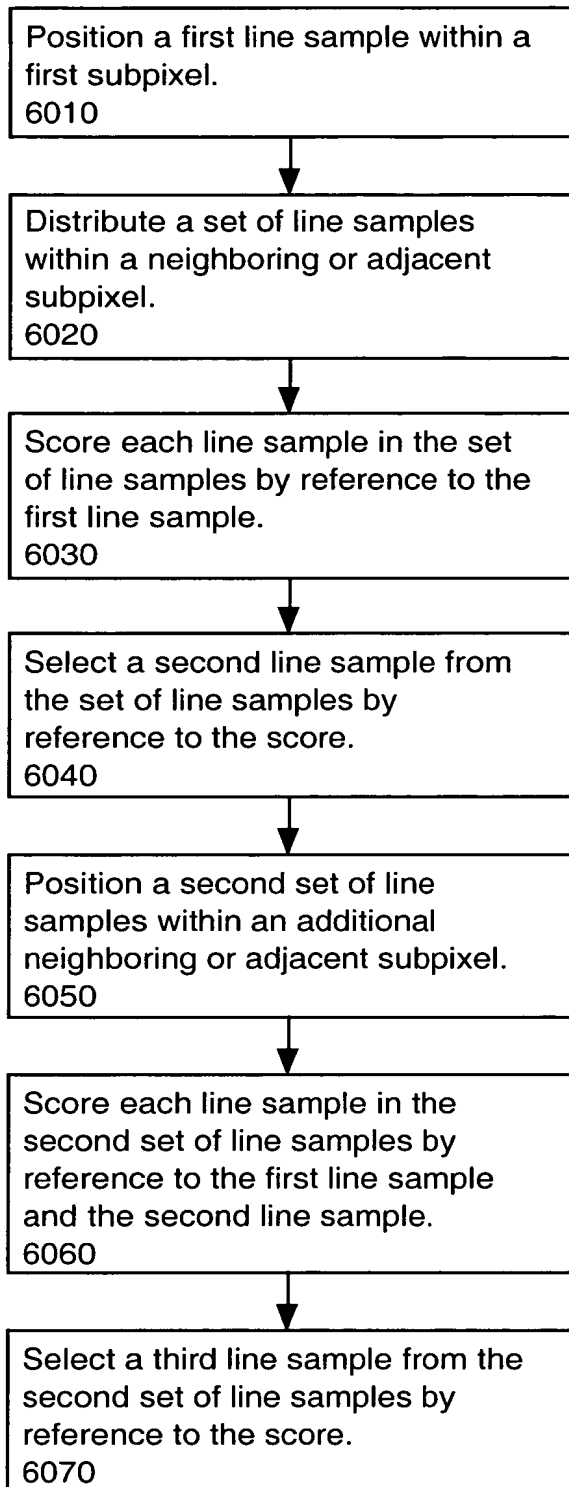 Position a first line sample within a
first subpixel.
6010
Distribute a set of line samples
within a neighboring or adjacent
subpixel.
6020
Score each line sample in the set
of line samples by reference to the
first line sample.
6030
Select a second line sample from
the set of line samples by
reference to the score.
6040
Position a second set of line
samples within an additional
neighboring or adjacent subpixel.
6050
Score each line sample in the
second set of line samples by
reference to the first line sample
and the second line sample.
6060
Select a third line sample from the
second set of line samples by
reference to the score.
6070